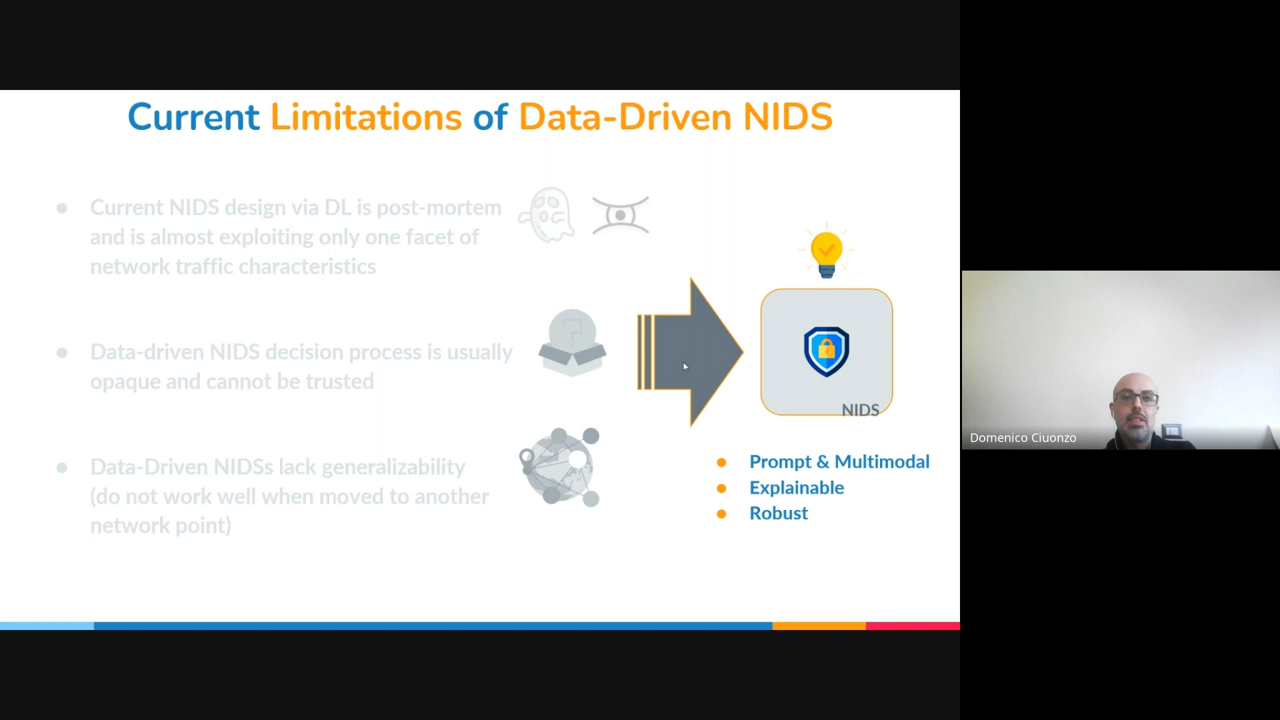 Current Limitations of Data-Driven NIDS
● Current NIDS design via DL is post-mortem
and is almost exploiting only one facet of
network traffic characteristics
● Data-driven NIDS decision process is usually
opaque and cannot be trusted
● Data-Driven NIDSs lack generalizability
(do not work well when moved to another
network point)
NIDS
● Prompt & Multimodal
● Explainable
● Robust
Domenico Ciuonzo